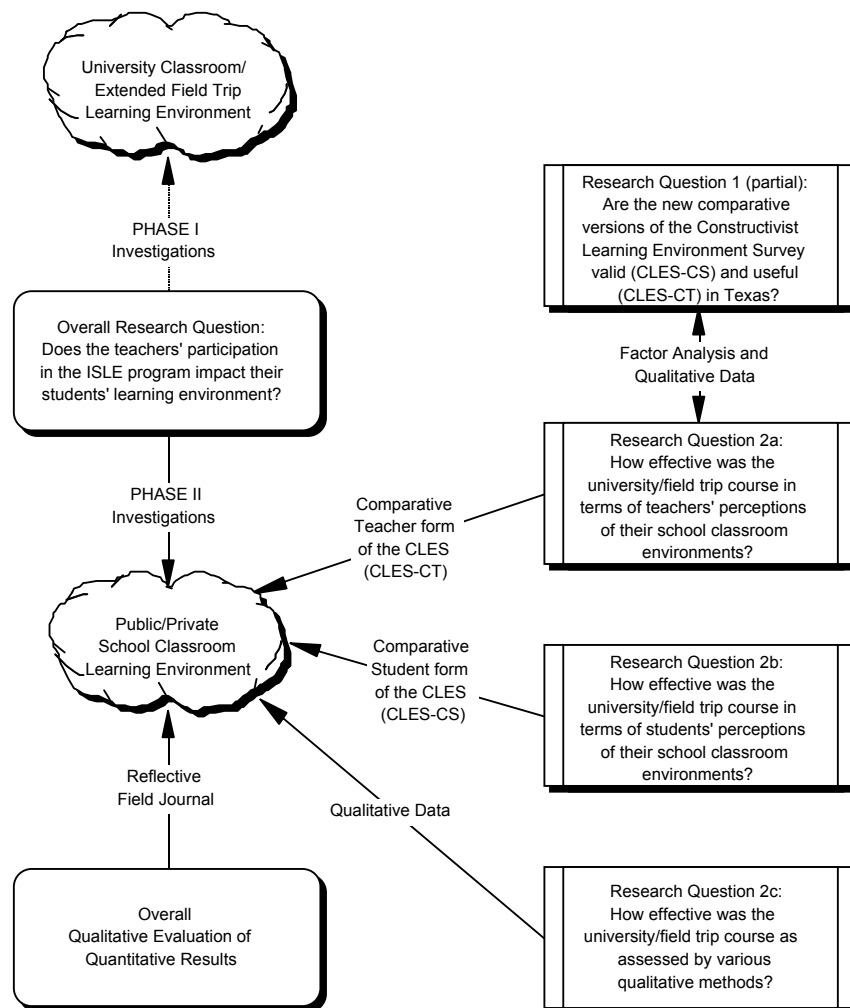 University Classroom/
Extended Field Trip
Learning Environment
PHASE I
Investigations
Overall Research Question:
Does the teachers' participation
in the ISLE program impact their
students' learning environment?
PHASE II
Investigations
Public/Private
School Classroom
Learning Environment
Reflective
Field Journal
Overall
Qualitative Evaluation of
Quantitative Results
Comparative
Teacher form
of the CLES
(CLES-CT)
Comparative
Student form
of the CLES
(CLES-CS)
Qualitative Data
Research Question 1 (partial):
Are the new comparative
versions of the Constructivist
Learning Environment Survey
valid (CLES-CS) and useful
(CLES-CT) in Texas?
Factor Analysis and
Qualitative Data
Research Question 2a:
How effective was the
university/field trip course in
terms of teachers' perceptions
of their school classroom
environments?
Research Question 2b:
How effective was the
university/field trip course in
terms of students' perceptions
of their school classroom
environments?
Research Question 2c:
How effective was the
university/field trip course as
assessed by various
qualitative methods?